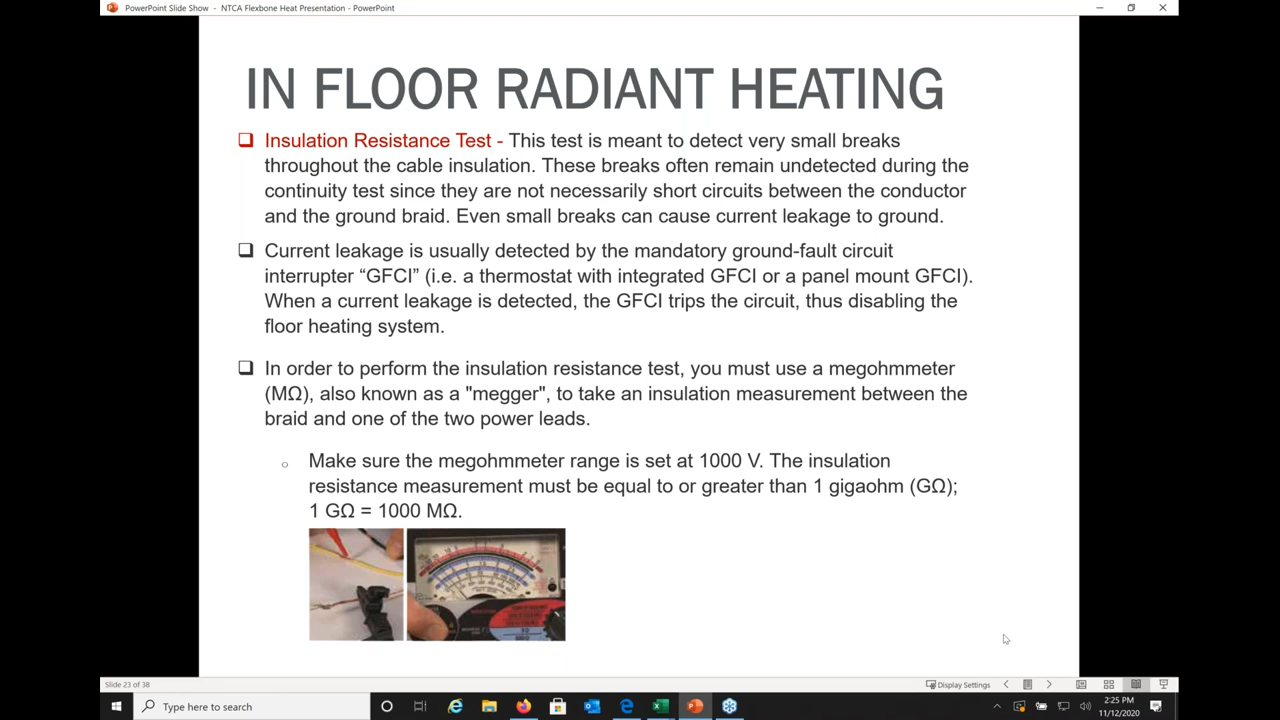 PowerPoint Slide Show - NTCA Flexbone Heat Presentation - PowerPoint
IN FLOOR RADIANT HEATING
Insulation Resistance Test - This test is meant to detect very small breaks
throughout the cable insulation. These breaks often remain undetected during the
continuity test since they are not necessarily short circuits between the conductor
and the ground braid. Even small breaks can cause current leakage to ground.
Current leakage is usually detected by the mandatory ground-fault circuit
interrupter “GFCI” (i.e. a thermostat with integrated GFCI or a panel mount GFCI).
When a current leakage is detected, the GFCI trips the circuit, thus disabling the
floor heating system.
In order to perform the insulation resistance test, you must use a megohmmeter
(MΩ), also known as a "megger", to take an insulation measurement between the
braid and one of the two power leads.
Make sure the megohmmeter range is set at 1000 V. The insulation
resistance measurement must be equal to or greater than 1 gigaohm (GΩ);
1 GΩ = 1000 MΩ.
Slide 23 of 38
Display Settings
Type here to search
2:25 PM
11/12/2020